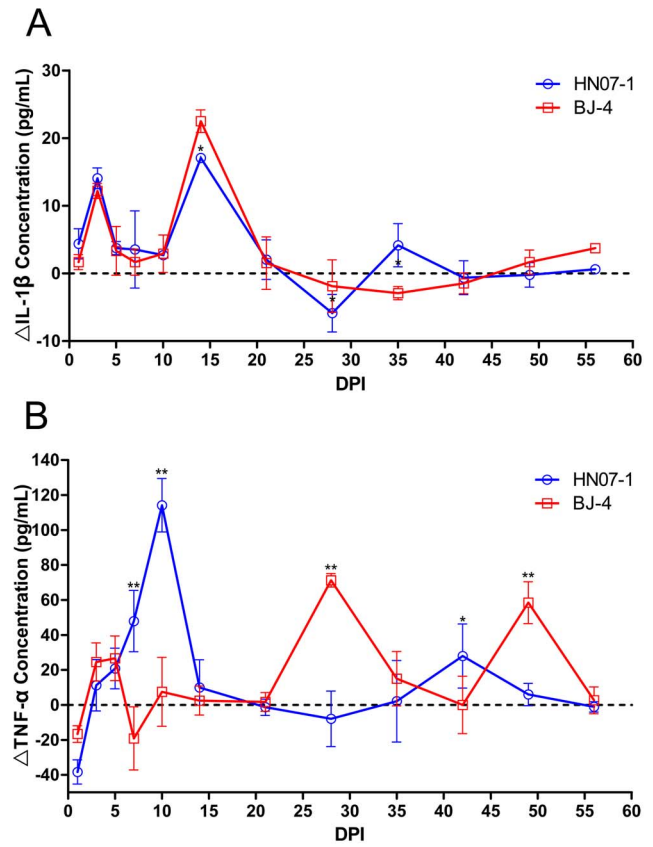 A
△IL-1β Concentration (pg/mL)
30
20
10
0
-10
HN07-1
BJ-4
*
*
*
0 5 10 15 20 25 30 35 40 45 50 55 60
DPI
B
△TNF-α Concentration (pg/mL)
140
120
100
80
60
40
20
0
-20
-40
HN07-1
BJ-4
**
**
**
*
**
0 5 10 15 20 25 30 35 40 45 50 55 60
DPI